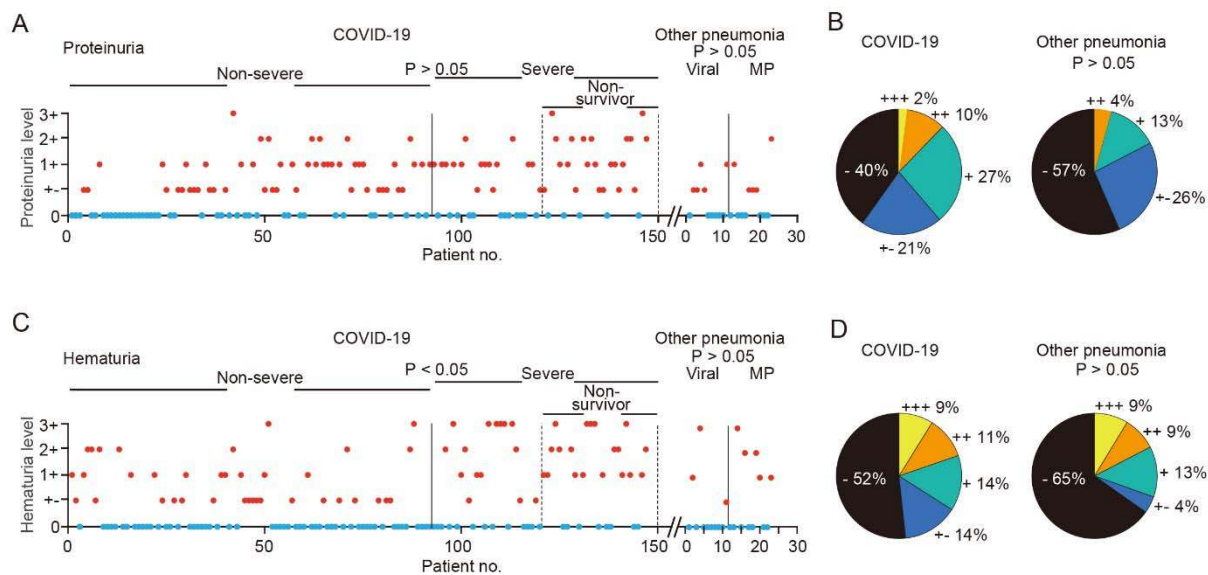 A
Proteinuria
COVID-19
Other pneumonia
P > 0.05
Non-severe
P > 0.05
Severe
Viral
MP
Non-
survivor
Proteinuria level
3+
2+
1+
+-
0
0
50
100
150
0
10
20
30
Patient no.
B
COVID-19
Other pneumonia
P > 0.05
+++ 2%
++ 10%
+ 27%
+- 21%
- 40%
++ 4%
+ 13%
+-26%
- 57%
C
Hematuria
COVID-19
Other pneumonia
P > 0.05
Non-severe
P < 0.05
Severe
Viral
MP
Non-
survivor
Hematuria level
3+
2+
1+
+-
0
0
50
100
150
0
10
20
30
Patient no.
D
COVID-19
Other pneumonia
P > 0.05
+++ 9%
++ 11%
+ 14%
+- 14%
- 52%
+++ 9%
++ 9%
+ 13%
+- 4%
- 65%